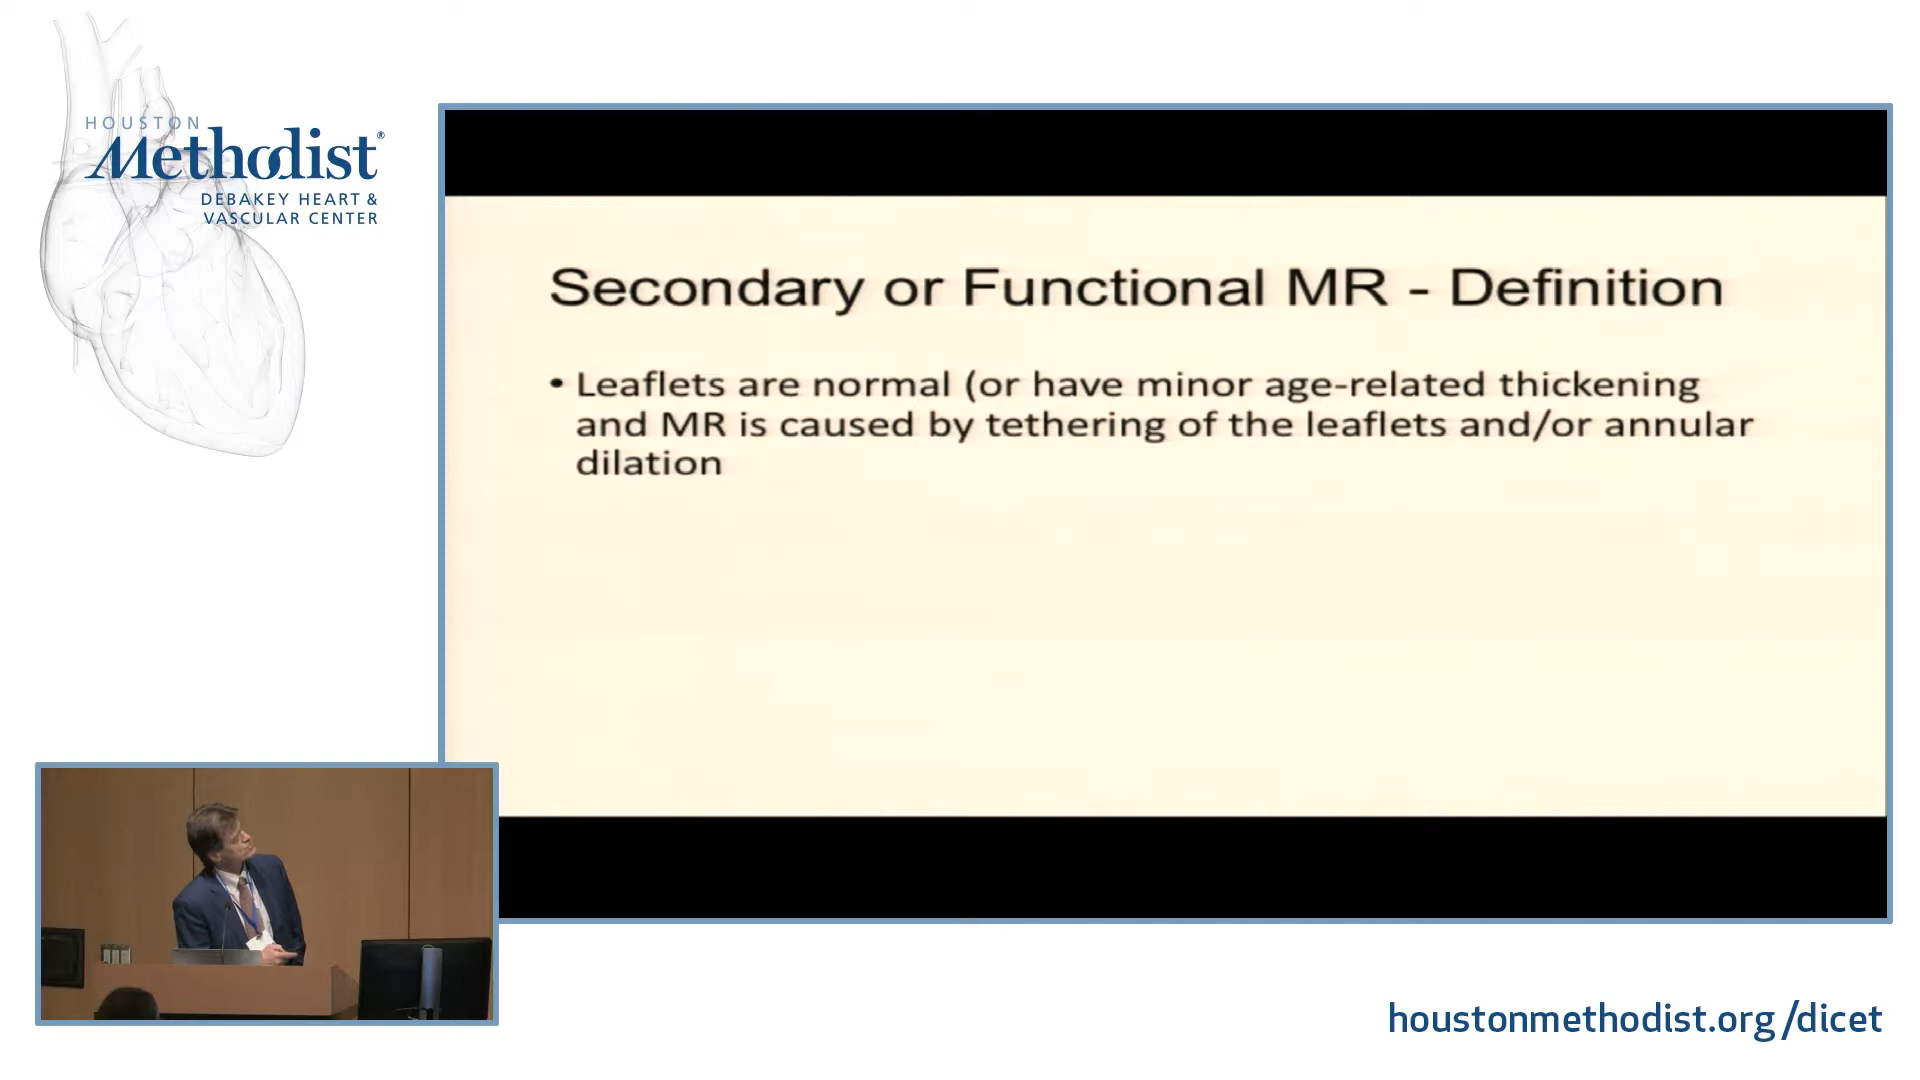 HOUSTON
Methodist®
DEBAKEY HEART &
VASCULAR CENTER
Secondary or Functional MR - Definition
• Leaflets are normal (or have minor age-related thickening
and MR is caused by tethering of the leaflets and/or annular
dilation
houstonmethodist.org/dicet